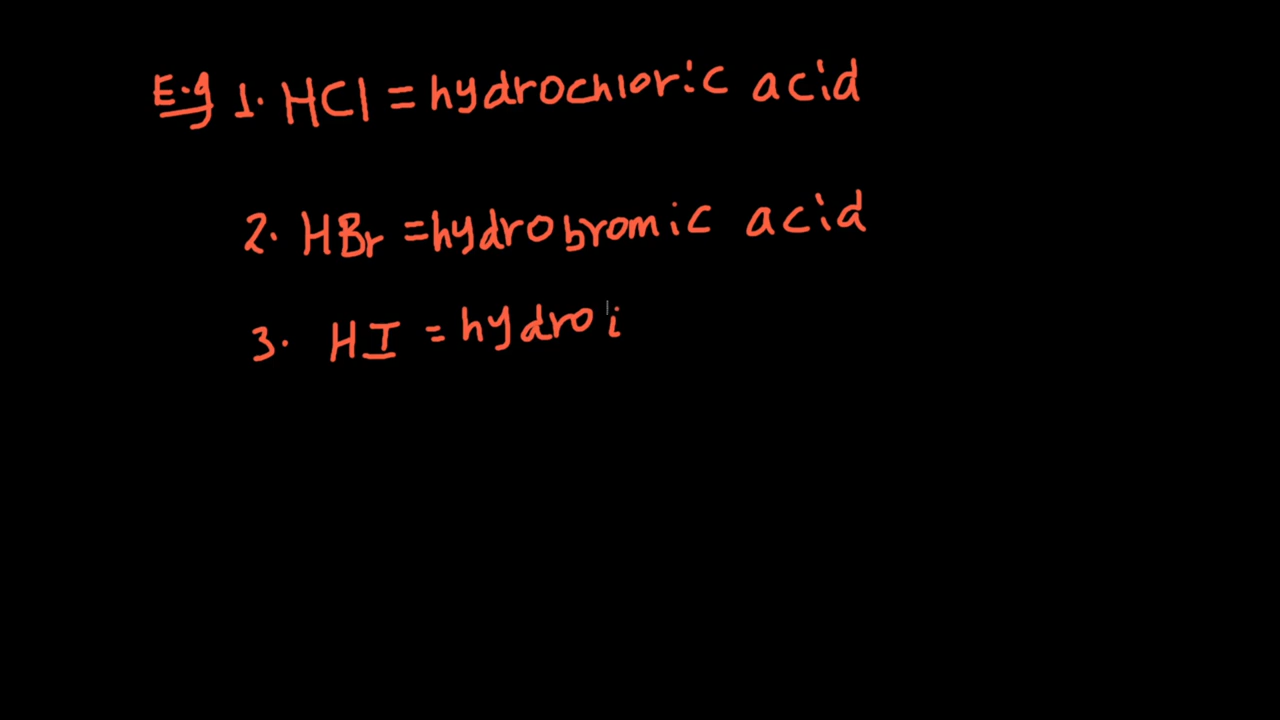 E.g 1. HCl = hydrochloric acid
2. HBr = hydrobromic acid
3. HI = hydroi